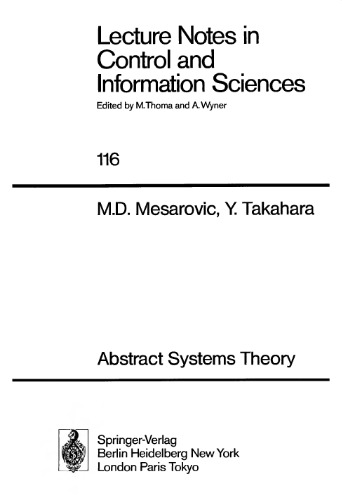 Lecture Notes in
Control and
Information Sciences
Edited by M. Thoma and A. Wyner
116
M.D. Mesarovic, Y. Takahara
Abstract Systems Theory
Springer-Verlag
Berlin Heidelberg New York
London Paris Tokyo